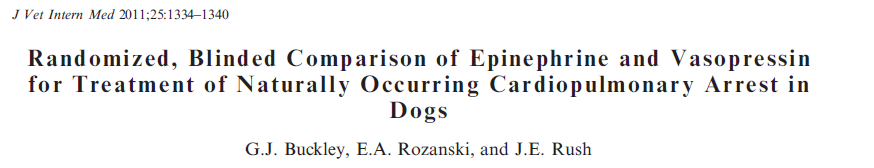 J Vet Intern Med 2011;25:1334–1340
Randomized, Blinded Comparison of Epinephrine and Vasopressin
for Treatment of Naturally Occurring Cardiopulmonary Arrest in
Dogs
G.J. Buckley, E.A. Rozanski, and J.E. Rush